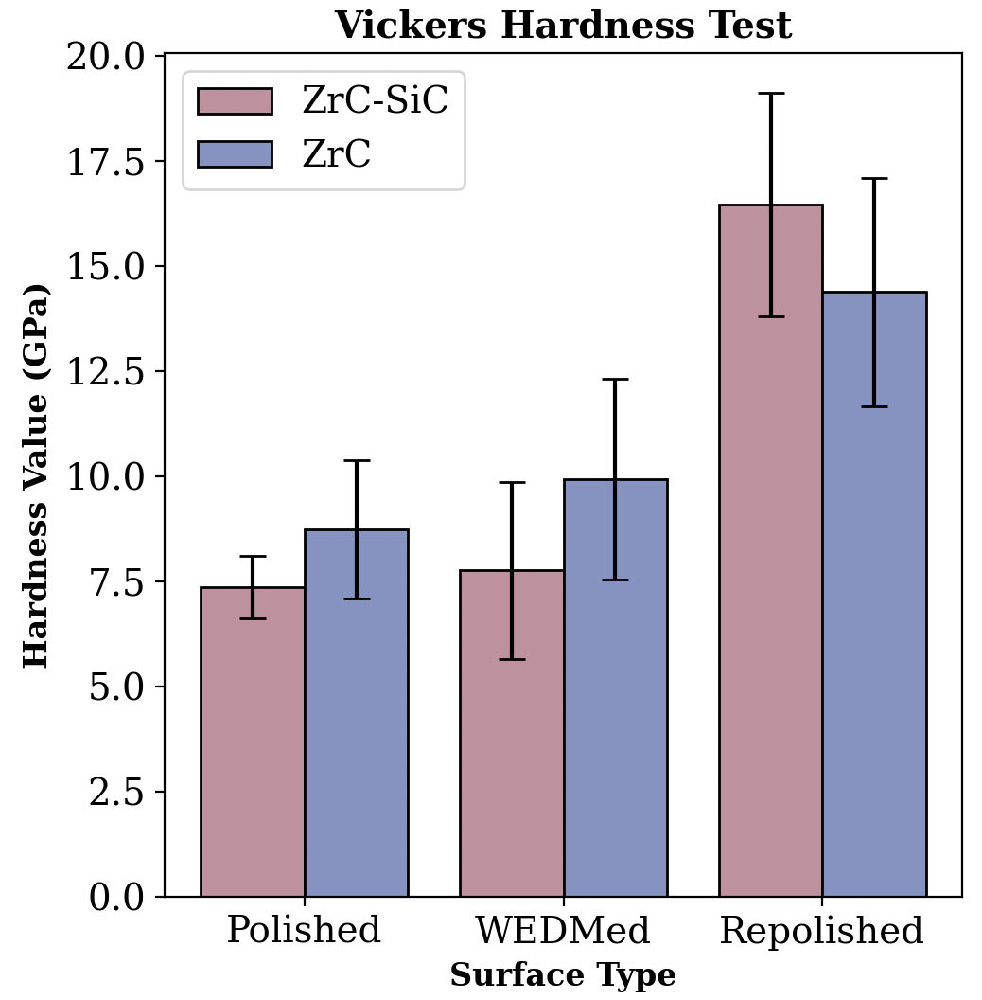 Vickers Hardness Test
20.0
17.5
15.0
12.5
10.0
7.5
5.0
2.5
0.0
Hardness Value (GPa)
ZrC-SiC
ZrC
Polished
WEDMed
Repolished
Surface Type